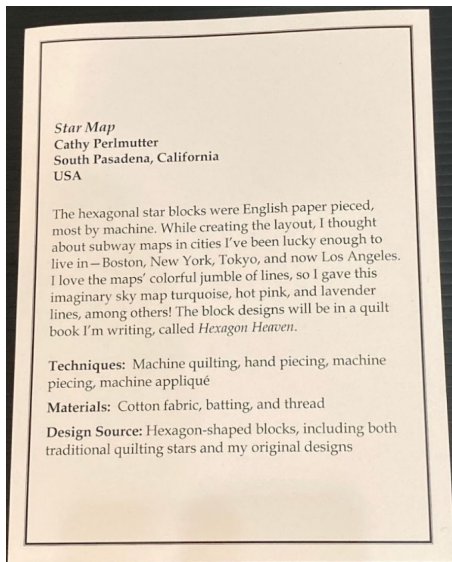 Star Map
Cathy Perlmutter
South Pasadena, California
USA
The hexagonal star blocks were English paper pieced,
most by machine. While creating the layout, I thought
about subway maps in cities I've been lucky enough to
live in—Boston, New York, Tokyo, and now Los Angeles.
I love the maps' colorful jumble of lines, so I gave this
imaginary sky map turquoise, hot pink, and lavender
lines, among others! The block designs will be in a quilt
book I'm writing, called Hexagon Heaven.
Techniques: Machine quilting, hand piecing, machine
piecing, machine appliqué
Materials: Cotton fabric, batting, and thread
Design Source: Hexagon-shaped blocks, including both
traditional quilting stars and my original designs